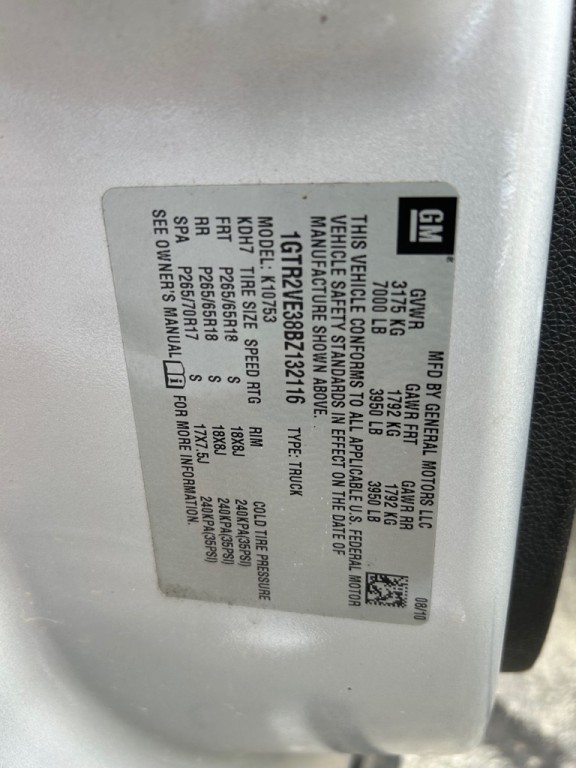 GM
MFD BY GENERAL MOTORS LLC 08/10
GVWR GAWR FRT GAWR RR
3175 KG 1792 KG 1792 KG
7000 LB 3950 LB 3950 LB
THIS VEHICLE CONFORMS TO ALL APPLICABLE U.S. FEDERAL MOTOR
VEHICLE SAFETY STANDARDS IN EFFECT ON THE DATE OF
MANUFACTURE SHOWN ABOVE.
1GTR2VE38BZ132116 TYPE: TRUCK
MODEL: K10753
KDH7 TIRE SIZE SPEED RTG RIM COLD TIRE PRESSURE
FRT P265/65R18 S 18X8J 240KPA(35PSI)
RR P265/65R18 S 18X8J 240KPA(35PSI)
SPA P265/70R17 S 17X7.5J 240KPA(35PSI)
SEE OWNER'S MANUAL FOR MORE INFORMATION.